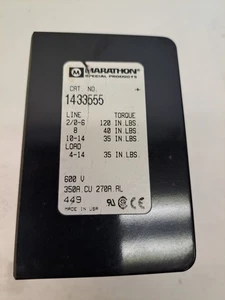 MARATHON
SPECIAL PRODUCTS
CAT. NO.
1433555
LINE TORQUE
2/0-6 120 IN LBS
8 40 IN LBS
10-14 35 IN LBS
LOAD
4-14 35 IN LBS
600 V
350A CU 270A AL
449
MADE IN USA